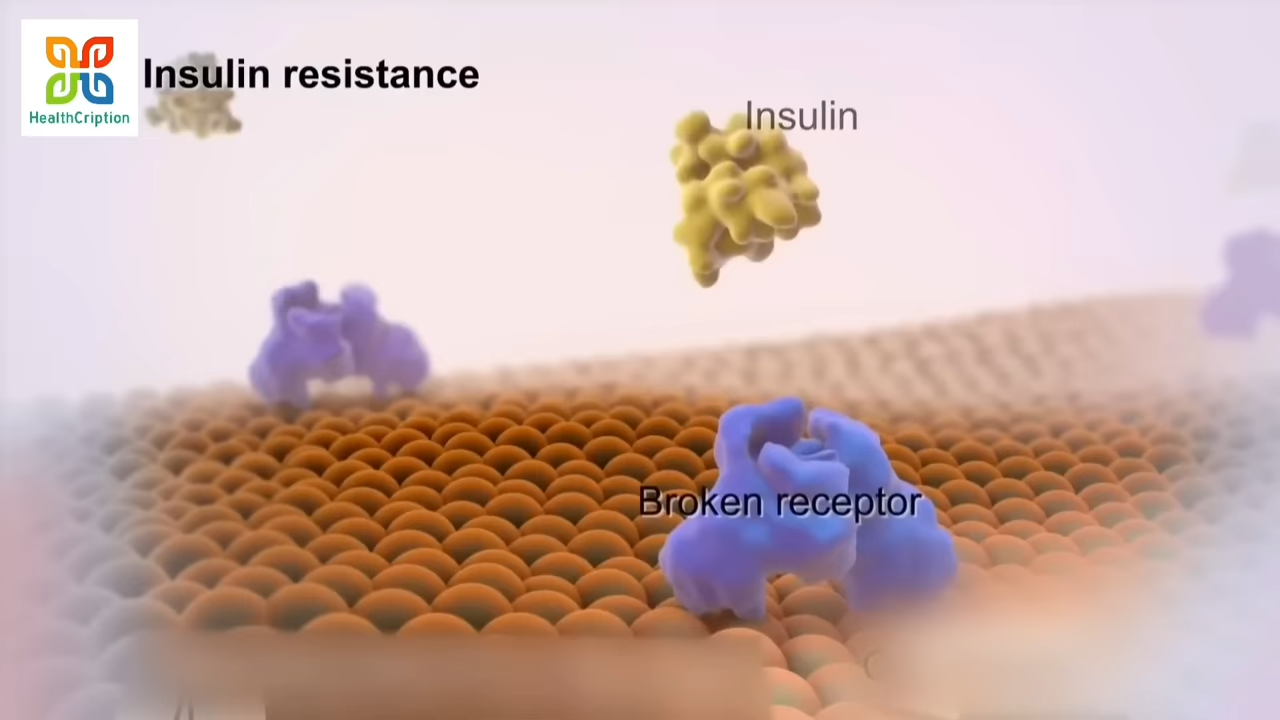 HealthCription
Insulin resistance
Insulin
Broken receptor